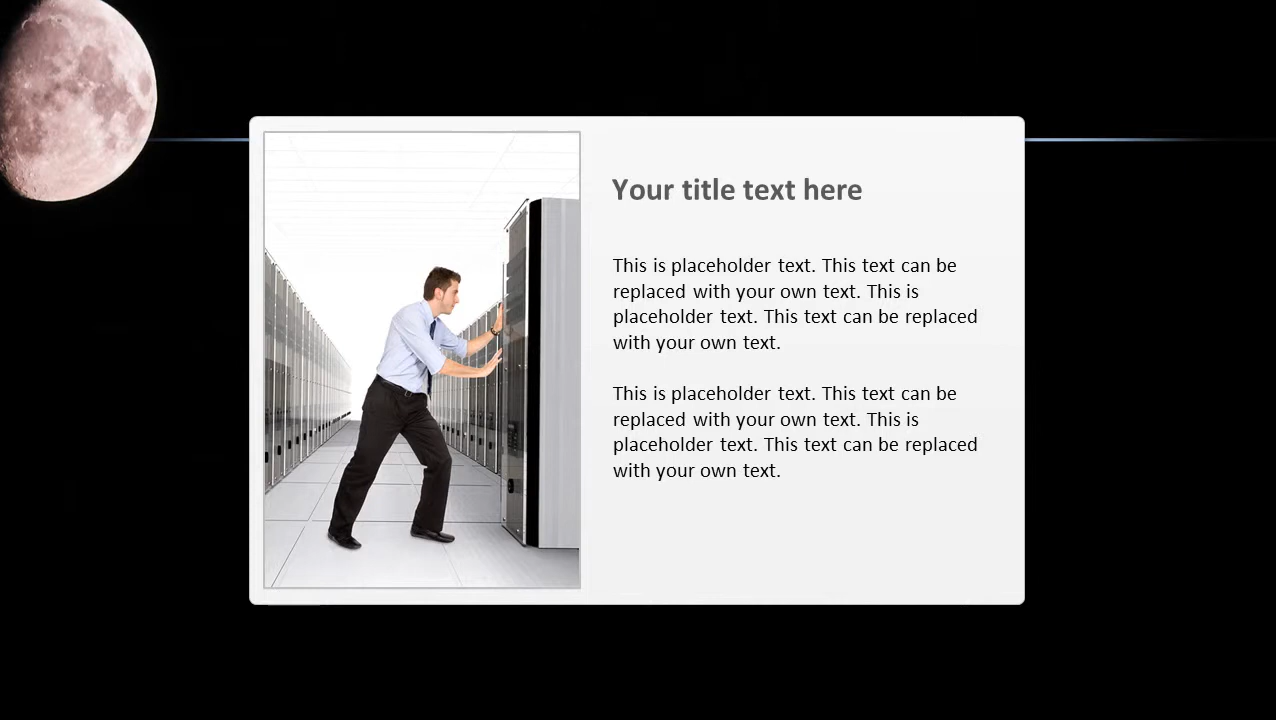 Your title text here
This is placeholder text. This text can be
replaced with your own text. This is
placeholder text. This text can be replaced
with your own text.
This is placeholder text. This text can be
replaced with your own text. This is
placeholder text. This text can be replaced
with your own text.